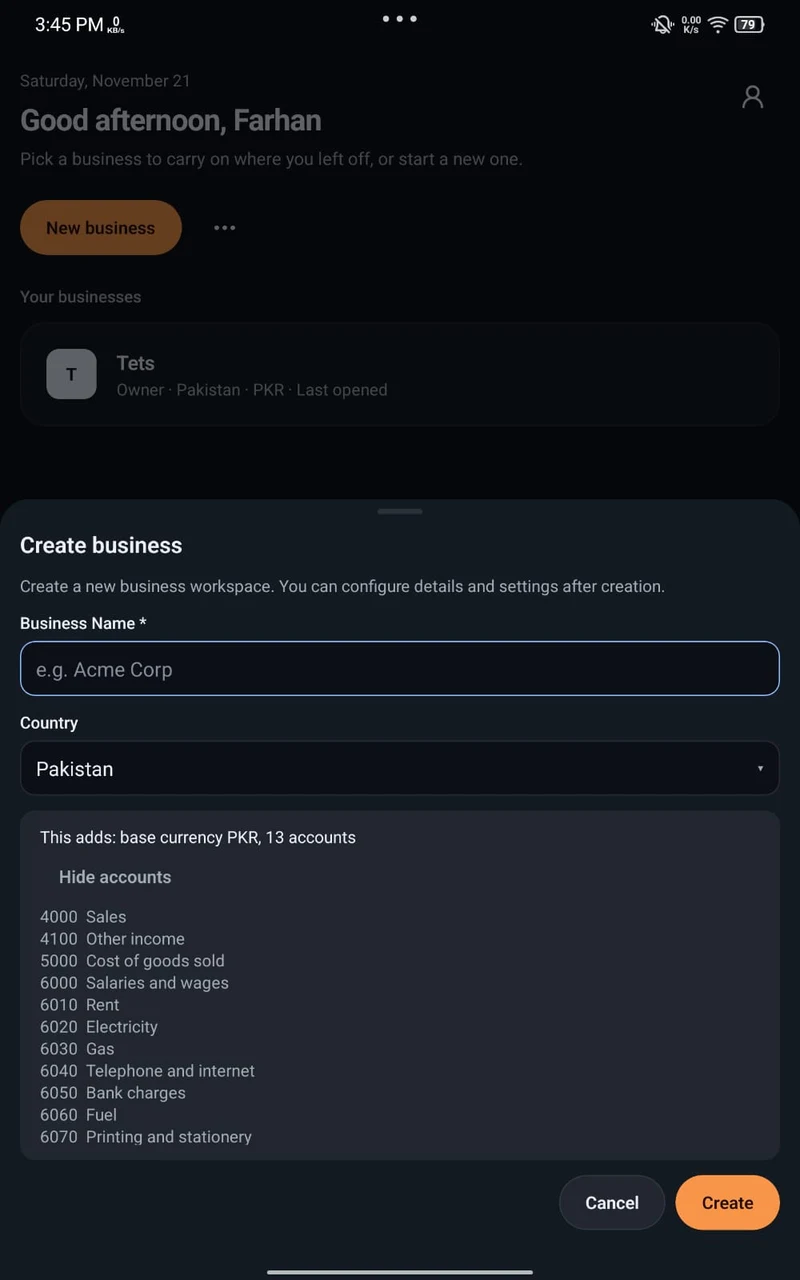 3:45 PM 0 KB/s
0.00 K/s
79
Saturday, November 21
Good afternoon, Farhan
Pick a business to carry on where you left off, or start a new one.
New business
Your businesses
T
Tets
Owner · Pakistan · PKR · Last opened
Create business
Create a new business workspace. You can configure details and settings after creation.
Business Name *
e.g. Acme Corp
Country
Pakistan
This adds: base currency PKR, 13 accounts
Hide accounts
4000 Sales
4100 Other income
5000 Cost of goods sold
6000 Salaries and wages
6010 Rent
6020 Electricity
6030 Gas
6040 Telephone and internet
6050 Bank charges
6060 Fuel
6070 Printing and stationery
Cancel
Create